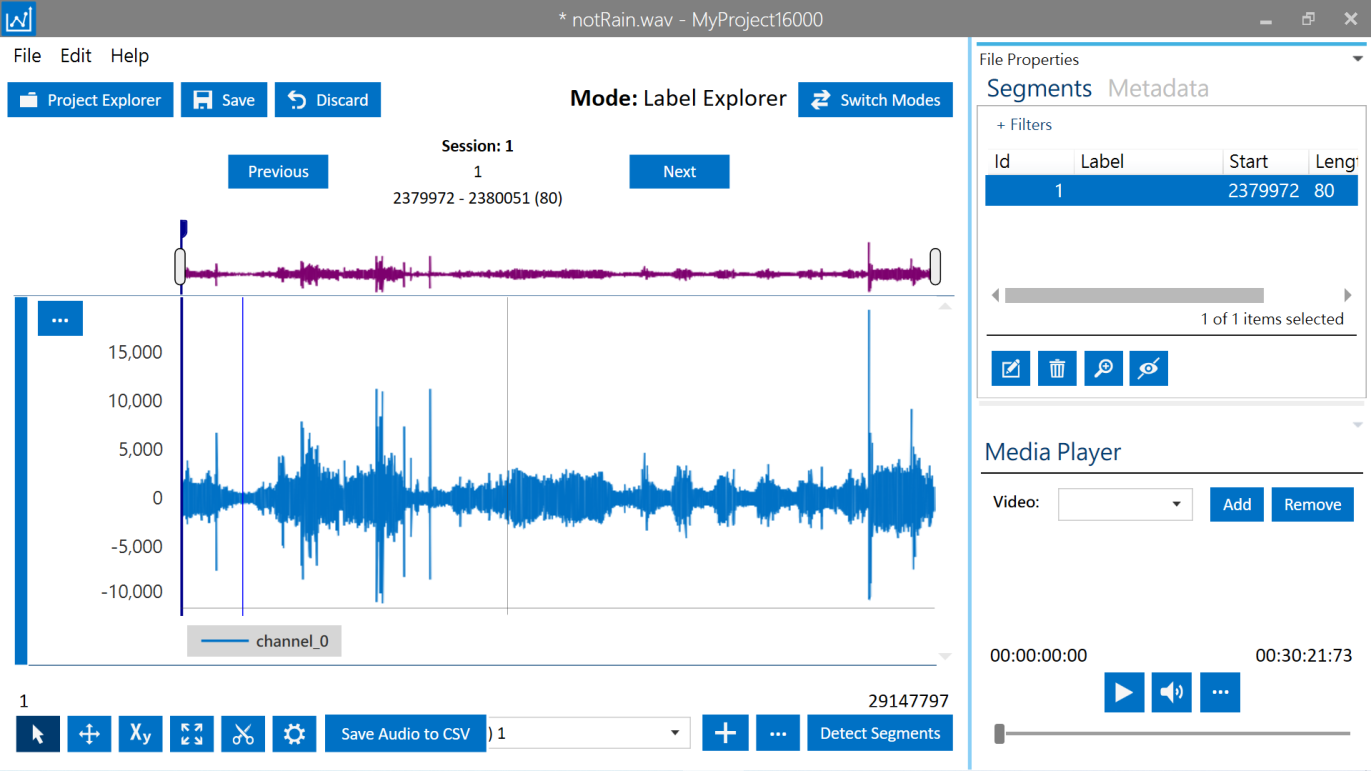 * notRain.wav - MyProject16000
File Edit Help
Project Explorer Save Discard Mode: Label Explorer Switch Modes
Session: 1
Previous 1 Next
2379972 - 2380051 (80)
15,000
10,000
5,000
0
-5,000
-10,000
channel_0
1 29147797
Xy Save Audio to CSV ) 1 + ... Detect Segments
File Properties
Segments Metadata
+ Filters
Id Label Start Leng
1 2379972 80
1 of 1 items selected
Media Player
Video: Add Remove
00:00:00:00 00:30:21:73